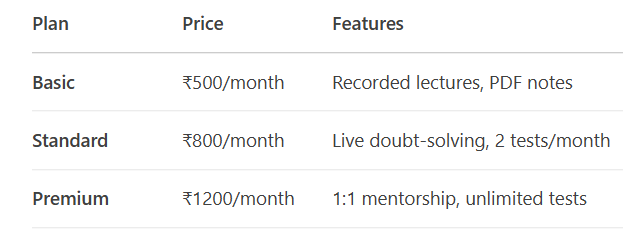 Plan Price Features
Basic ₹500/month Recorded lectures, PDF notes
Standard ₹800/month Live doubt-solving, 2 tests/month
Premium ₹1200/month 1:1 mentorship, unlimited tests